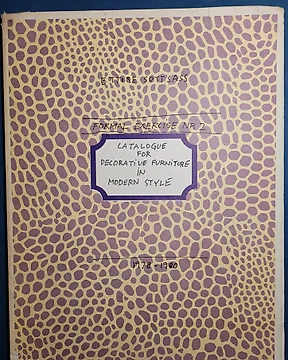 ETTORE SOTTSASS
FORMAL EXERCISE NR. 2
CATALOGUE
FOR
DECORATIVE FURNITURE
IN
MODERN STYLE
1978-1980